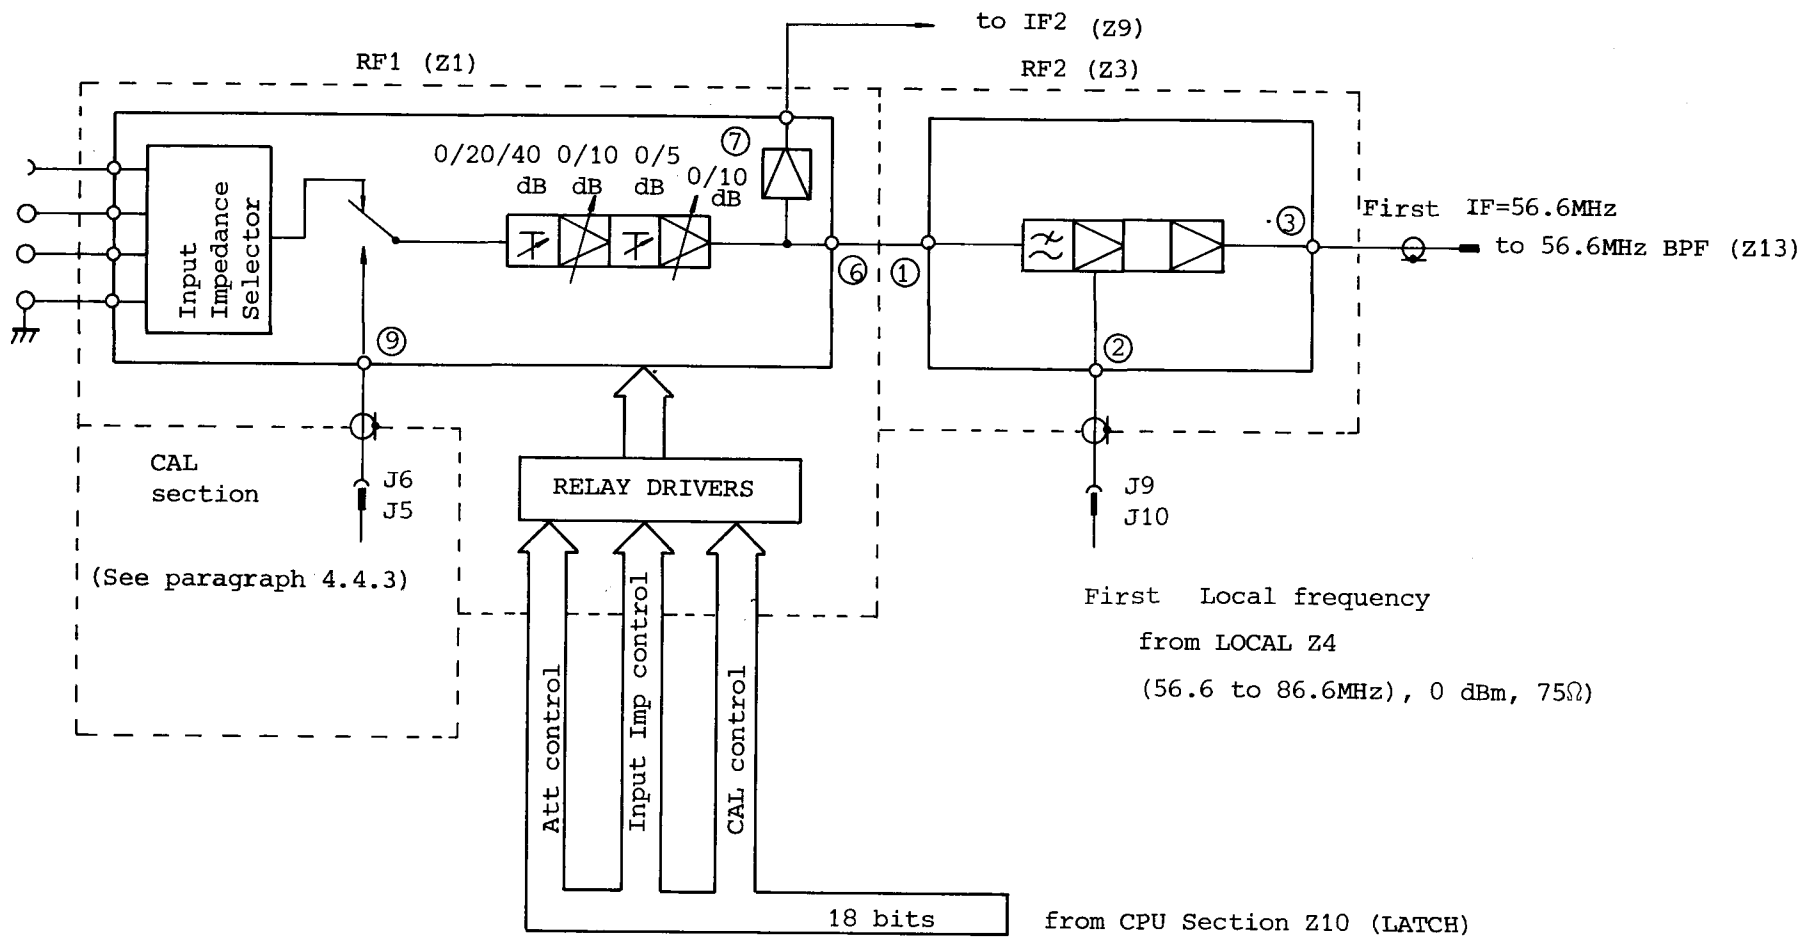 to IF2 (Z9)
RF1 (Z1)
RF2 (Z3)
⑦
0/20/40 0/10 0/5
dB dB dB
0/10
dB
Input
Impedance
Selector
③
First IF=56.6MHz
to 56.6MHz BPF (Z13)
⑥
①
⑨
②
CAL
section
J6
J5
RELAY DRIVERS
J9
J10
(See paragraph 4.4.3)
First Local frequency
from LOCAL Z4
(56.6 to 86.6MHz), 0 dBm, 75Ω)
Att control
Input Imp control
CAL control
18 bits
from CPU Section Z10 (LATCH)